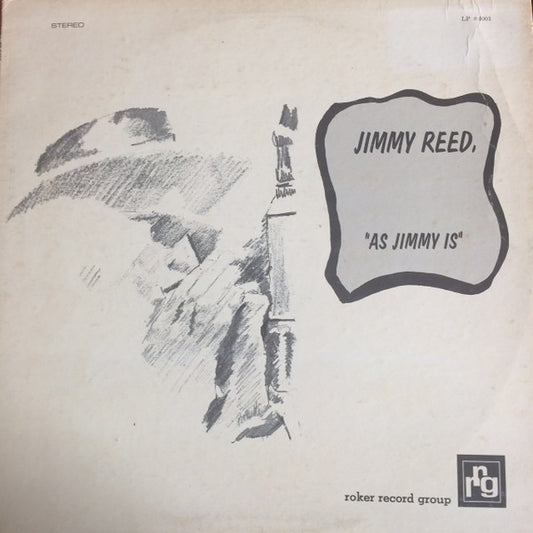 STEREO
LP # 4001
JIMMY REED,
"AS JIMMY IS"
roker record group
rrg